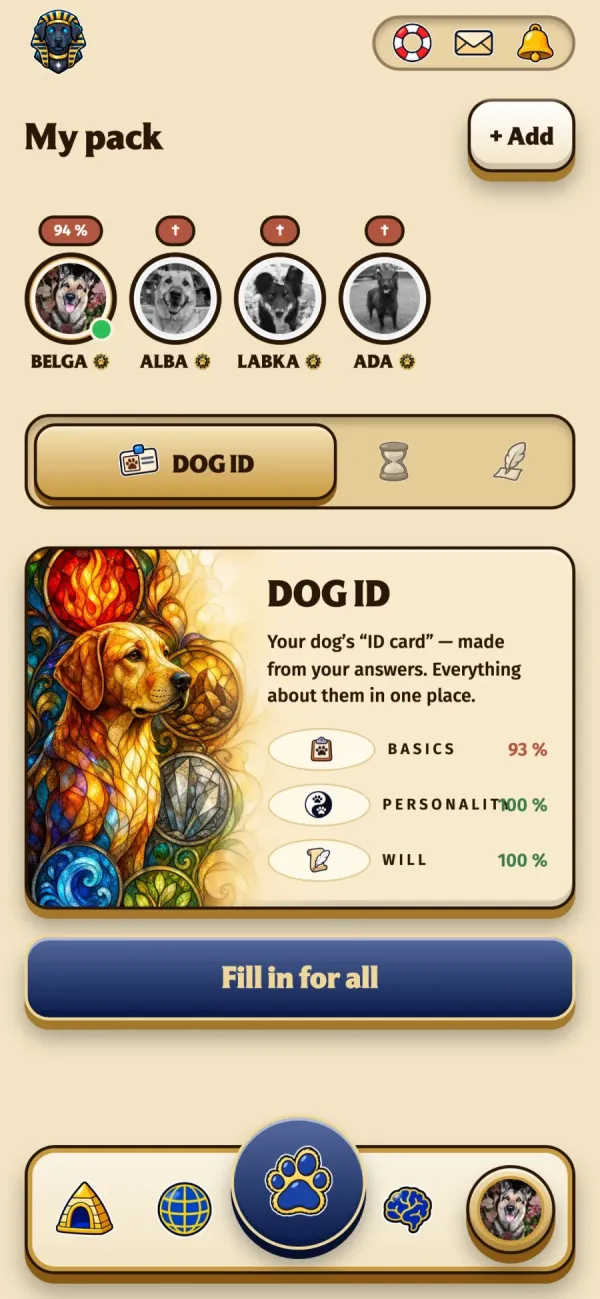 My pack
+ Add
94 %
†
†
†
BELGA
ALBA
LABKA
ADA
DOG ID
DOG ID
Your dog’s “ID card” — made
from your answers. Everything
about them in one place.
BASICS 93 %
PERSONALITY 100 %
WILL 100 %
Fill in for all